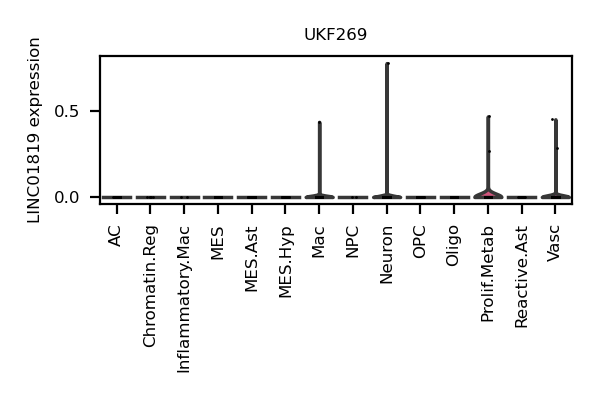 UKF269
LINC01819 expression
0.5
0.0
AC
Chromatin.Reg
Inflammatory.Mac
MES
MES.Ast
MES.Hyp
Mac
NPC
Neuron
OPC
Oligo
Prolif.Metab
Reactive.Ast
Vasc